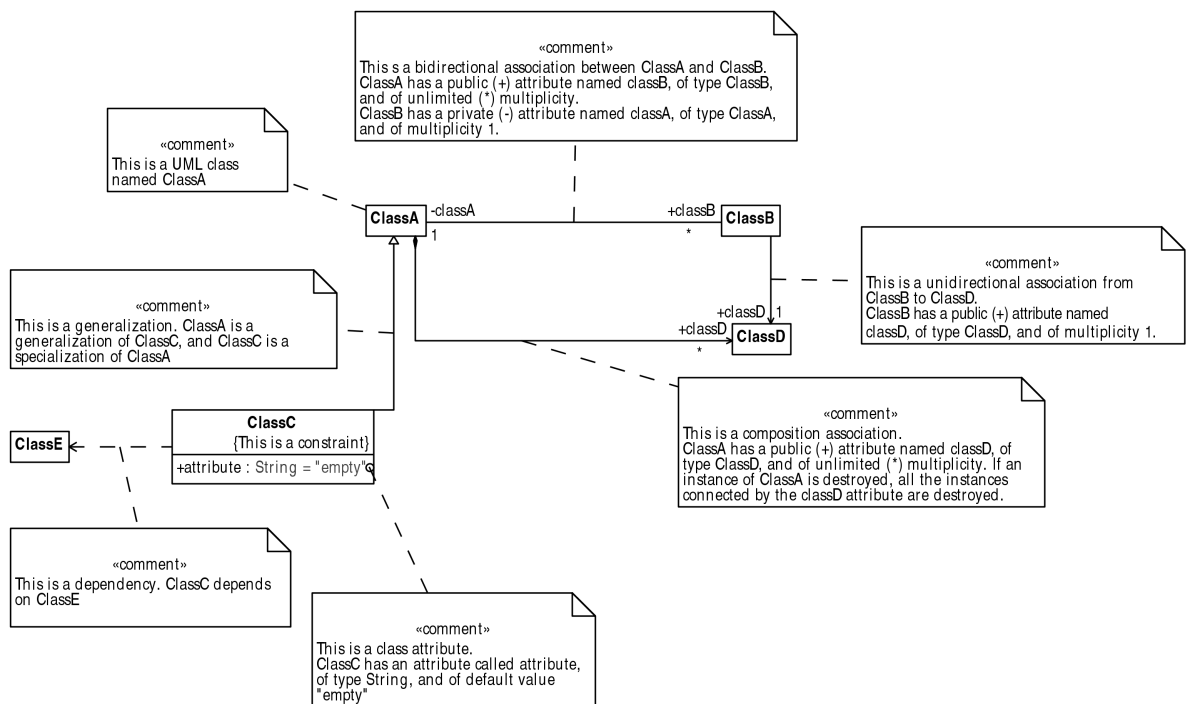 «comment»
This s a bidirectional association between ClassA and ClassB.
ClassA has a public (+) attribute named classB, of type ClassB,
and of unlimited (*) multiplicity.
ClassB has a private (-) attribute named classA, of type ClassA,
and of multiplicity 1.
«comment»
This is a UML class
named ClassA
ClassA
-classA
1
+classB
*
ClassB
«comment»
This is a unidirectional association from
ClassB to ClassD.
ClassB has a public (+) attribute named
classD, of type ClassD, and of multiplicity 1.
«comment»
This is a generalization. ClassA is a
generalization of ClassC, and ClassC is a
specialization of ClassA
+classD
1
+classD
*
ClassD
«comment»
This is a composition association.
ClassA has a public (+) attribute named classD, of
type ClassD, and of unlimited (*) multiplicity. If an
instance of ClassA is destroyed, all the instances
connected by the classD attribute are destroyed.
ClassE
ClassC
{This is a constraint}
+attribute : String = "empty"
«comment»
This is a dependency. ClassC depends
on ClassE
«comment»
This is a class attribute.
ClassC has an attribute called attribute,
of type String, and of default value
"empty"